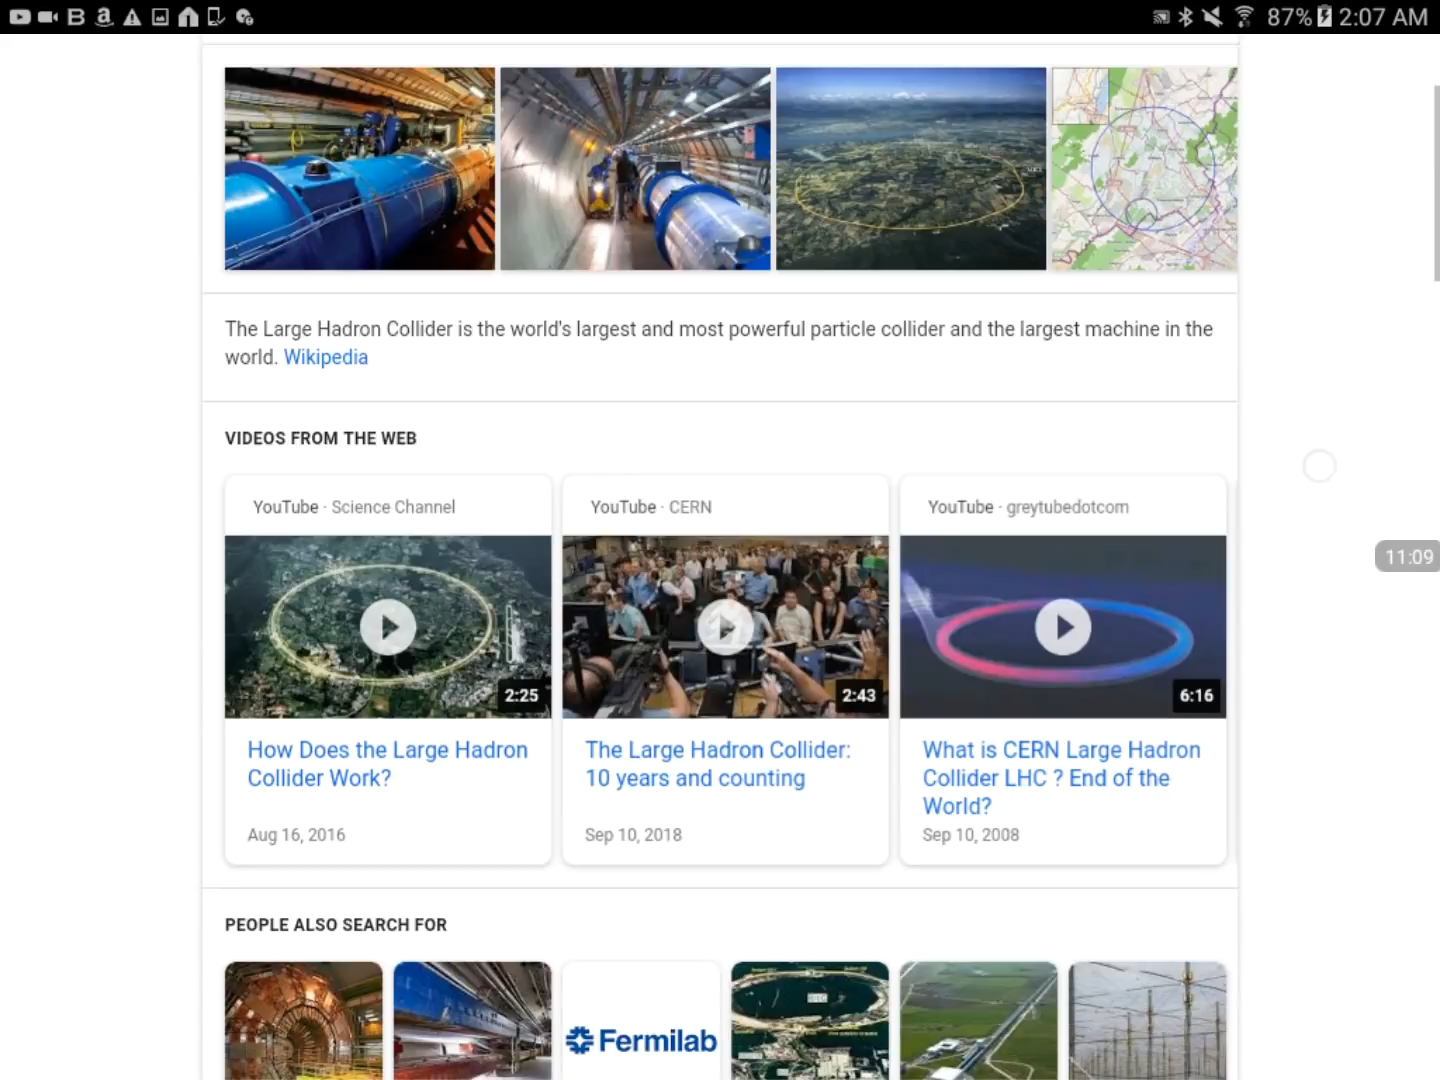 87% 2:07 AM
The Large Hadron Collider is the world's largest and most powerful particle collider and the largest machine in the
world. Wikipedia
VIDEOS FROM THE WEB
YouTube · Science Channel
YouTube · CERN
YouTube · greytubedotcom
11:09
2:25
2:43
6:16
How Does the Large Hadron
Collider Work?
Aug 16, 2016
The Large Hadron Collider:
10 years and counting
Sep 10, 2018
What is CERN Large Hadron
Collider LHC ? End of the
World?
Sep 10, 2008
PEOPLE ALSO SEARCH FOR
Fermilab